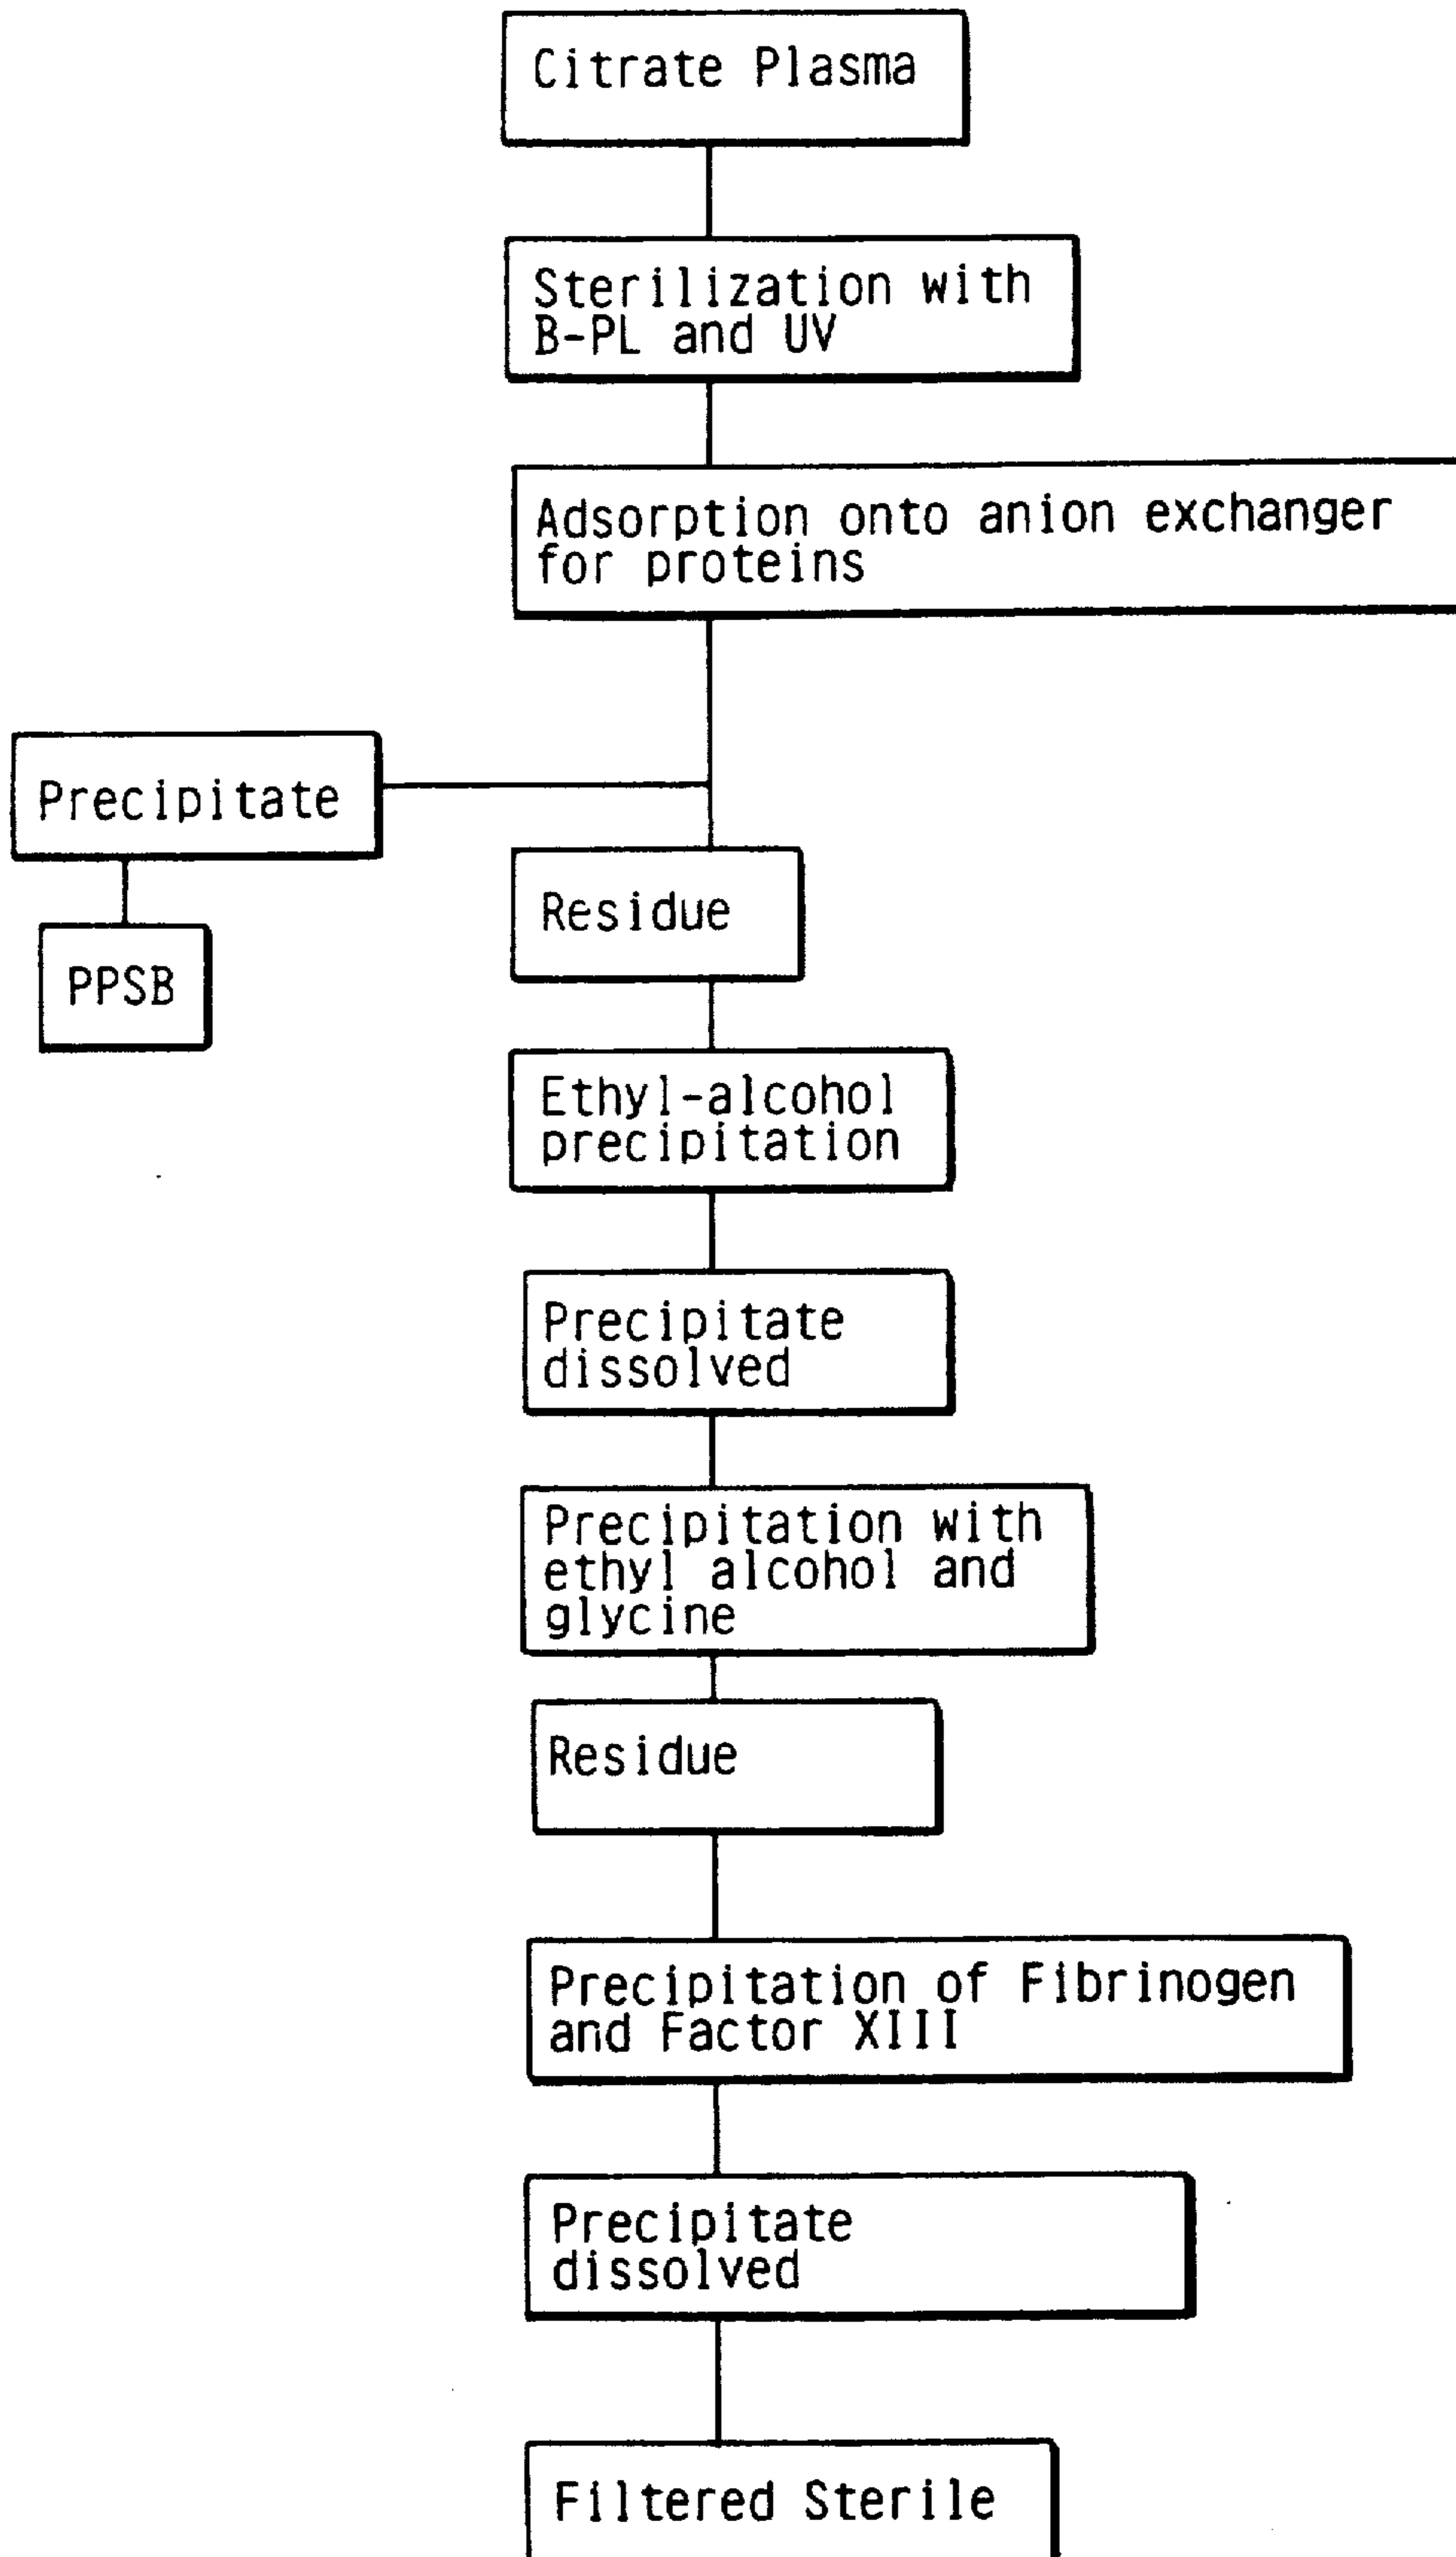 Citrate Plasma
Sterilization with
B-PL and UV
Adsorption onto anion exchanger
for proteins
Precipitate
PPSB
Residue
Ethyl-alcohol
precipitation
Precipitate
dissolved
Precipitation with
ethyl alcohol and
glycine
Residue
Precipitation of Fibrinogen
and Factor XIII
Precipitate
dissolved
Filtered Sterile